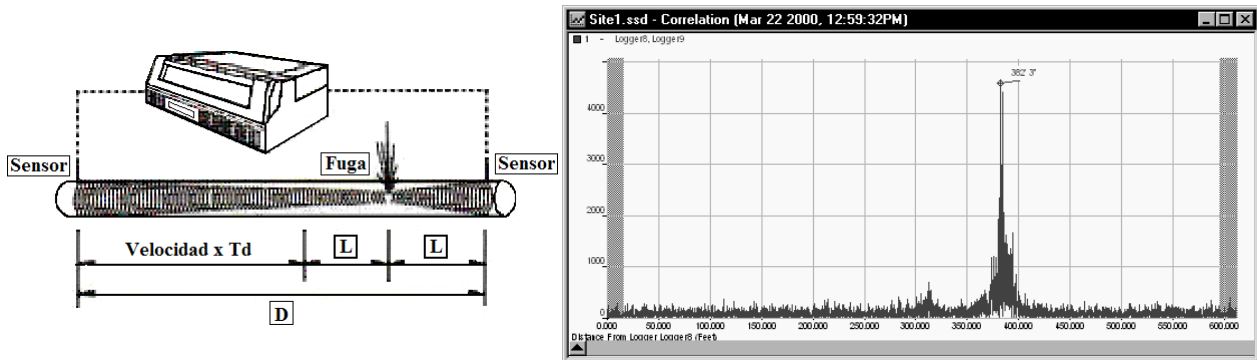 Sensor
Fuga
Sensor
Velocidad x Td
L
L
D
Site1.ssd - Correlation (Mar 22 2000, 12:59:32PM)
1 - Logger8, Logger9
382' 3"
4000
3000
2000
1000
0
0.000 50.000 100.000 150.000 200.000 250.000 300.000 350.000 400.000 450.000 500.000 550.000 600.000
Distance From Logger Logger8 (Feet)